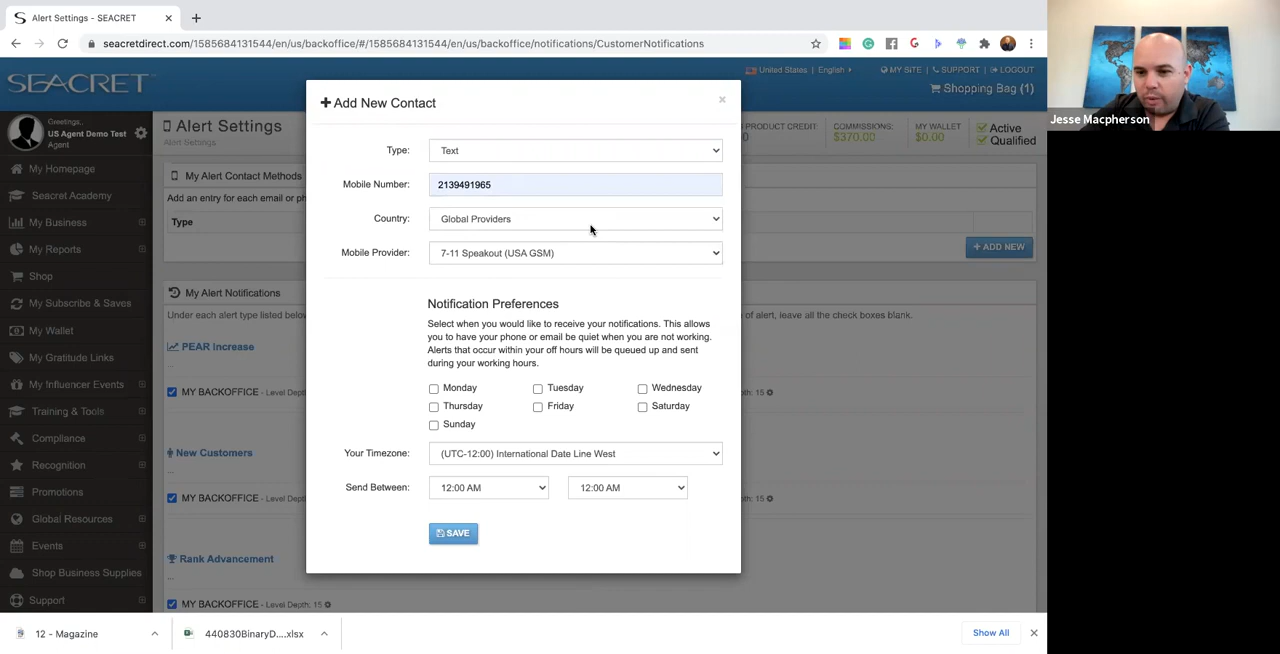 Alert Settings - SEACRET
seacretdirect.com/1585684131544/en/us/backoffice/#/1585684131544/en/us/backoffice/notifications/CustomerNotifications
SEACRET
United States | English
MY SITE | SUPPORT | LOGOUT
Shopping Bag (1)
Greetings,
US Agent Demo Test
Agent
Alert Settings
Alert Settings
PRODUCT CREDIT:
0
COMMISSIONS:
$370.00
MY WALLET
$0.00
Active
Qualified
My Homepage
Seacret Academy
My Business
My Reports
Shop
My Subscribe & Saves
My Wallet
My Gratitude Links
My Influencer Events
Training & Tools
Compliance
Recognition
Promotions
Global Resources
Events
Shop Business Supplies
Support
My Alert Contact Methods
Add an entry for each email or ph
Type
+ ADD NEW
My Alert Notifications
Under each alert type listed below
of alert, leave all the check boxes blank.
PEAR Increase
...
MY BACKOFFICE - Level Depth
pth: 15
New Customers
...
MY BACKOFFICE - Level Depth
pth: 15
Rank Advancement
...
MY BACKOFFICE - Level Depth: 15
Add New Contact
×
Type: Text
Mobile Number: 2139491965
Country: Global Providers
Mobile Provider: 7-11 Speakout (USA GSM)
Notification Preferences
Select when you would like to receive your notifications. This allows
you to have your phone or email be quiet when you are not working.
Alerts that occur within your off hours will be queued up and sent
during your working hours.
Monday Tuesday Wednesday
Thursday Friday Saturday
Sunday
Your Timezone: (UTC-12:00) International Date Line West
Send Between: 12:00 AM 12:00 AM
SAVE
12 - Magazine
440830BinaryD....xlsx
Show All
Jesse Macpherson